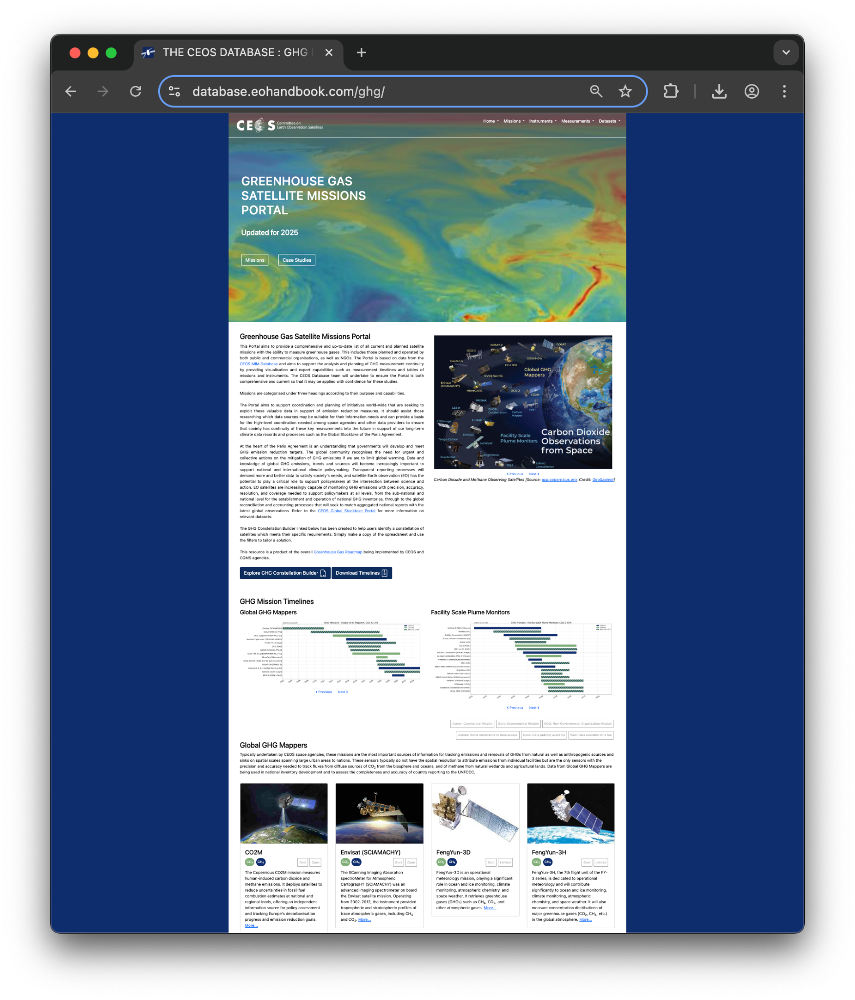 THE CEOS DATABASE : GHG
database.eohandbook.com/ghg/
CEOS Committee on
Earth Observation Satellites
Home Missions Instruments Measurements Datasets
GREENHOUSE GAS
SATELLITE MISSIONS
PORTAL
Updated for 2025
Missions Case Studies
Greenhouse Gas Satellite Missions Portal
This Portal aims to provide a comprehensive and up-to-date list of all current and planned satellite
missions with the ability to measure greenhouse gases. This includes those planned and operated by
both public and commercial organisations, as well as NGOs. The Portal is based on data from the
CEOS MIM Database and aims to support the analysis and planning of GHG measurement continuity
by providing visualisation and export capabilities such as measurement timelines and tables of
missions and instruments. The CEOS Database team will undertake to ensure the Portal is both
comprehensive and current so that it may be applied with confidence for these studies.
Missions are categorised under three headings according to their purpose and capabilities.
The Portal aims to support coordination and planning of initiatives world-wide that are seeking to
exploit these valuable data in support of emission reduction measures. It should assist those
researching which data sources may be suitable for their information needs and can provide a basis
for the high-level coordination needed among space agencies and other data providers to ensure
that society has continuity of these key measurements into the future in support of our long-term
climate data records and processes such as the Global Stocktake of the Paris Agreement.
At the heart of the Paris Agreement is an understanding that governments will develop and meet
GHG emission reduction targets. The global community recognises the need for urgent and
collective actions on the mitigation of GHG emissions if we are to limit global warming. Data and
knowledge of global GHG emissions, trends and sources will become increasingly important to
support national and international climate policymaking. Transparent reporting processes will
demand more and better data to satisfy society's needs, and satellite Earth observation (EO) has the
potential to play a critical role to support policymakers at the intersection between science and
action. EO satellites are increasingly capable of monitoring GHG emissions with precision, accuracy,
resolution, and coverage needed to support policymakers at all levels, from the sub-national and
national level for the establishment and operation of national GHG inventories, through to the global
reconciliation and accounting processes that will seek to match aggregated national reports with the
latest global observations. Refer to the CEOS Global Stocktake Portal for more information on
relevant datasets.
The GHG Constellation Builder linked below has been created to help users identify a constellation of
satellites which meets their specific requirements. Simply make a copy of the spreadsheet and use
the filters to tailor a solution.
This resource is a product of the overall Greenhouse Gas Roadmap being implemented by CEOS and
CGMS agencies.
Explore GHG Constellation Builder XLSX Download Timelines
GOSAT-2
GOSAT
OCO-3
GOSAT-GW
Gaofen-5
FY-3 D/H
Global GHG
Mappers
UVSQ-Sat NG
Envisat
(SCIAMACHY)
MicroCARB
OCO-2
CO2M
PRISMA
GESat
GHOSt
Constellation
Carbon
Mapper
EMIT
CO2Image
EnMAP
GHGSat
Facility Scale
Plume Monitors
Tango-Carbon
SWIRSAT
Carbon Dioxide
Observations
from Space
ScepterSat
BrightSkies
DQ-1
AIRMO
Constellation
Previous Next
Carbon Dioxide and Methane Observing Satellites [Source: acp.copernicus.org, Credit: GeoSapient]
GHG Mission Timelines
Global GHG Mappers
GHG Missions - Global GHG Mappers, CO2 & CH4
Previous Next
Facility Scale Plume Monitors
GHG Missions - Facility Scale Plume Monitors, CO2 & CH4
Previous Next
Comm: Commercial Mission Govt: Governmental Mission NGO: Non-Governmental Organisation Mission
Limited: Some constraints to data access Open: Data publicly available Paid: Data available for a fee
Global GHG Mappers
Typically undertaken by CEOS space agencies, these missions are the most important sources of information for tracking emissions and removals of GHGs from natural as well as anthropogenic sources and
sinks on spatial scales spanning large urban areas to nations. These sensors typically do not have the spatial resolution to attribute emissions from individual facilities but are the only sensors with the
precision and accuracy needed to track fluxes from diffuse sources of CO₂ from the biosphere and oceans, and of methane from natural wetlands and agricultural lands. Data from Global GHG Mappers are
being used in national inventory development and to assess the completeness and accuracy of country reporting to the UNFCCC.
CO2M
CO₂ CH₄ Govt Open
The Copernicus CO2M mission measures
human-induced carbon dioxide and
methane emissions. It deploys satellites to
reduce uncertainties in fossil fuel
combustion estimates at national and
regional levels, offering an independent
information source for policy assessment
and tracking Europe's decarbonisation
progress and emission reduction goals.
More...
Envisat (SCIAMACHY)
CO₂ CH₄ Govt Open
The SCanning Imaging Absorption
spectroMeter for Atmospheric
CartograpHY (SCIAMACHY) was an
advanced imaging spectrometer on board
the Envisat satellite mission. Operating
from 2002-2012, the instrument provided
tropospheric and stratospheric profiles of
trace atmospheric gases, including CH₄
and CO₂. More...
FengYun-3D
CO₂ CH₄ Govt Limited
FengYun-3D is an operational
meteorology mission, playing a significant
role in ocean and ice monitoring, climate
monitoring, atmospheric chemistry, and
space weather. It retrieves greenhouse
gases (GHGs) such as CH₄, CO₂, and
other atmospheric gases. More...
FengYun-3H
CO₂ CH₄ Govt Limited
FengYun-3H, the 7th flight unit of the FY-
3 series, is dedicated to operational
meteorology and will contribute
significantly to ocean and ice monitoring,
climate monitoring, atmospheric
chemistry, and space weather. It will also
measure concentration distributions of
major greenhouse gases (CO₂, CH₄, etc.)
in the global atmosphere. More...